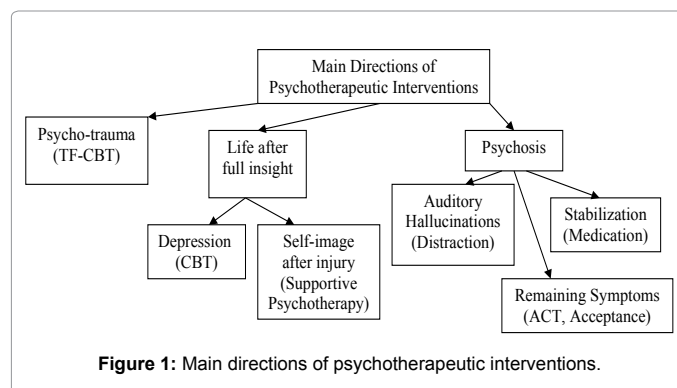 Main Directions of
Psychotherapeutic Interventions
Psycho-trauma
(TF-CBT)
Life after
full insight
Psychosis
Depression
(CBT)
Self-image
after injury
(Supportive
Psychotherapy)
Auditory
Hallucinations
(Distraction)
Stabilization
(Medication)
Remaining Symptoms
(ACT, Acceptance)
Figure 1: Main directions of psychotherapeutic interventions.